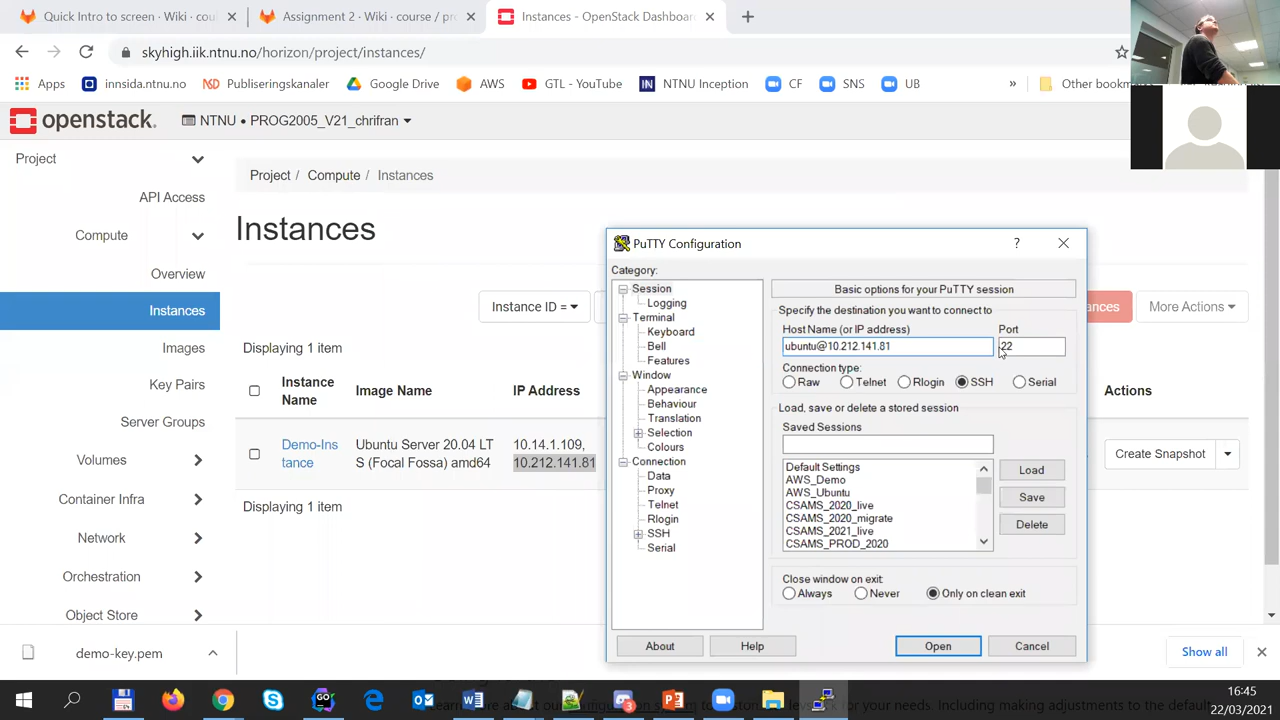 Quick Intro to screen · Wiki · cou
Assignment 2 · Wiki · course / pr
Instances - OpenStack Dashboar
skyhigh.iik.ntnu.no/horizon/project/instances/
Apps
innsida.ntnu.no
Publiseringskanaler
Google Drive
AWS
GTL - YouTube
NTNU Inception
CF
SNS
UB
»
Other bookm
openstack.
NTNU • PROG2005_V21_chrifran
Project
API Access
Compute
Overview
Instances
Images
Key Pairs
Server Groups
Volumes
Container Infra
Network
Orchestration
Object Store
Project / Compute / Instances
Instances
Instance ID =
ances
More Actions
Displaying 1 item
Instance Name
Image Name
IP Address
Actions
Demo-Ins
tance
Ubuntu Server 20.04 LT
S (Focal Fossa) amd64
10.14.1.109,
10.212.141.81
Create Snapshot
Displaying 1 item
PuTTY Configuration
?
Category:
Session
Logging
Terminal
Keyboard
Bell
Features
Window
Appearance
Behaviour
Translation
Selection
Colours
Connection
Data
Proxy
Telnet
Rlogin
SSH
Serial
Basic options for your PuTTY session
Specify the destination you want to connect to
Host Name (or IP address)
Port
ubuntu@10.212.141.81
22
Connection type:
Raw
Telnet
Rlogin
SSH
Serial
Load, save or delete a stored session
Saved Sessions
Default Settings
AWS_Demo
AWS_Ubuntu
CSAMS_2020_live
CSAMS_2020_migrate
CSAMS_2021_live
CSAMS_PROD_2020
Load
Save
Delete
Close window on exit:
Always
Never
Only on clean exit
About
Help
Open
Cancel
demo-key.pem
Show all
16:45
22/03/2021